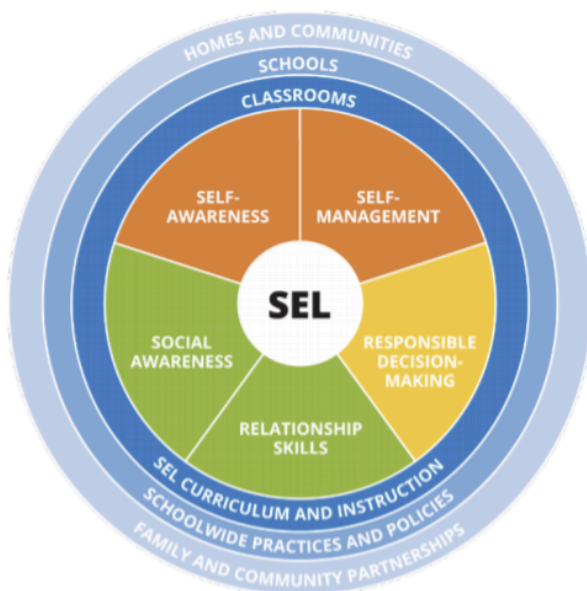 HOMES AND COMMUNITIES
SCHOOLS
CLASSROOMS
SELF-
AWARENESS
SELF-
MANAGEMENT
SEL
SOCIAL
AWARENESS
RESPONSIBLE
DECISION-
MAKING
RELATIONSHIP
SKILLS
SEL CURRICULUM AND INSTRUCTION
SCHOOLWIDE PRACTICES AND POLICIES
FAMILY AND COMMUNITY PARTNERSHIPS